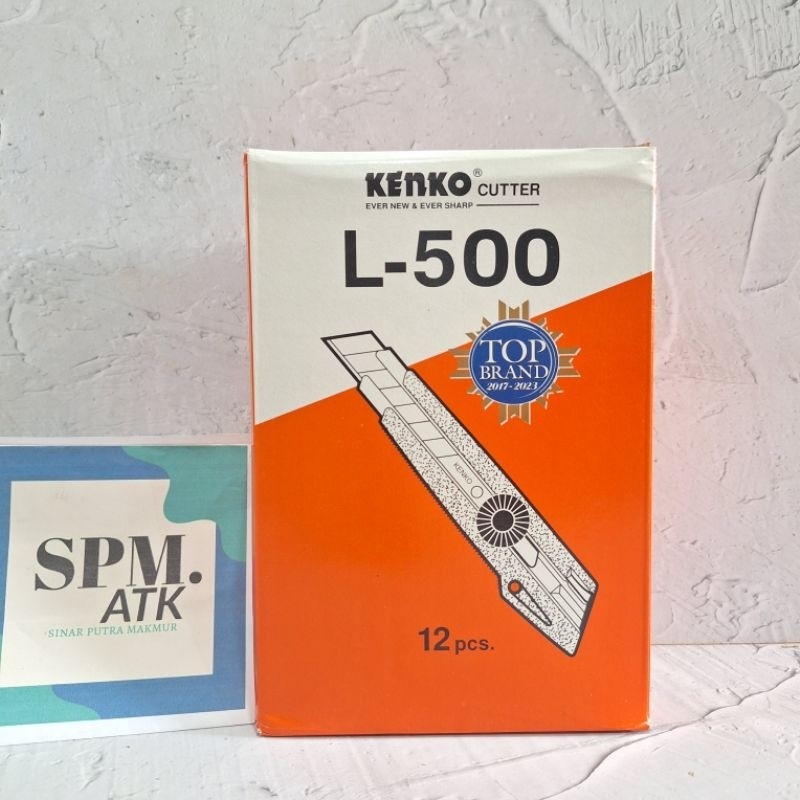 KENKO® CUTTER
EVER NEW & EVER SHARP
L-500
TOP
BRAND
2017-2023
KENKO
12 pcs.
SPM.
ATK
SINAR PUTRA MAKMUR